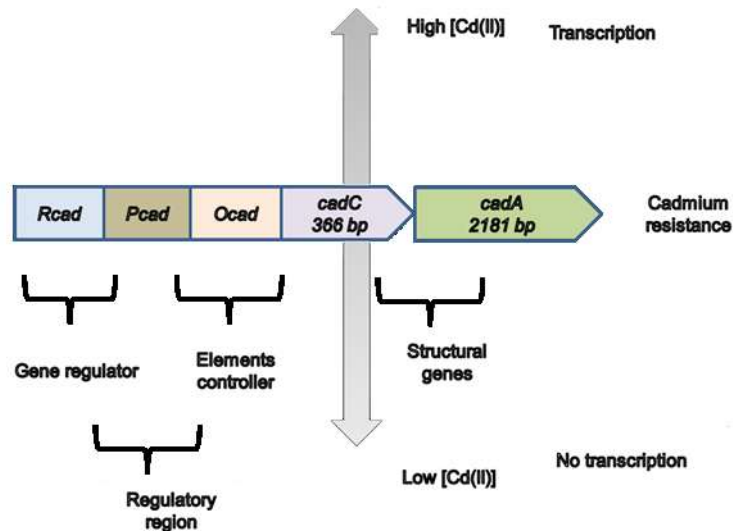 High [Cd(II)]
Transcription
Rcad
Pcad
Ocad
cadC
366 bp
cadA
2181 bp
Cadmium
resistance
Gene regulator
Elements
controller
Structural
genes
Regulatory
region
Low [Cd(II)]
No transcription